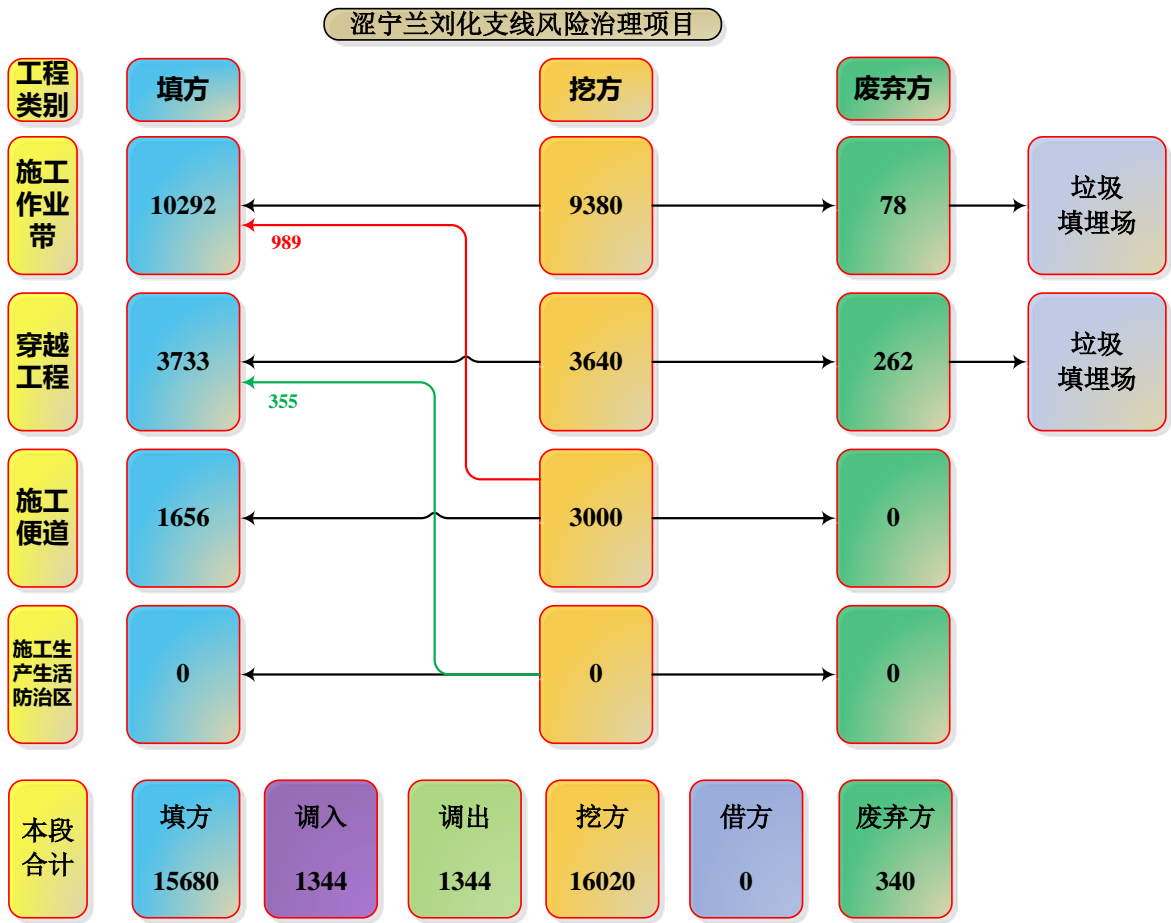 涩宁兰刘化支线风险治理项目
工程
类别
填方
挖方
废弃方
施工
作业
带
10292
9380
78
垃圾
填埋场
989
穿越
工程
3733
3640
262
垃圾
填埋场
355
施工
便道
1656
3000
0
施工生
产生活
防治区
0
0
0
本段
合计
填方
15680
调入
1344
调出
1344
挖方
16020
借方
0
废弃方
340